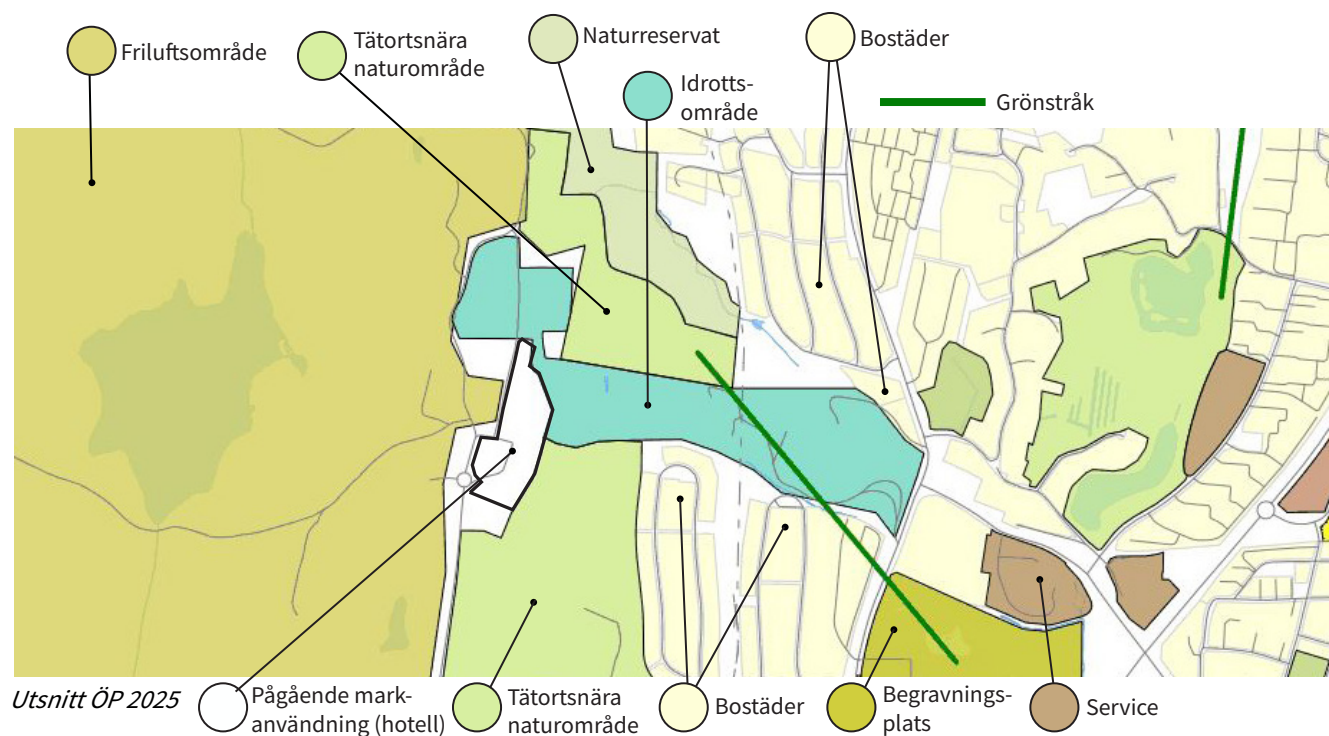 Friluftsområde
Tätortsnära
naturområde
Naturreservat
Idrotts-
område
Bostäder
Grönstråk
Utsnitt ÖP 2025
Pågående mark-
användning (hotell)
Tätortsnära
naturområde
Bostäder
Begravnings-
plats
Service